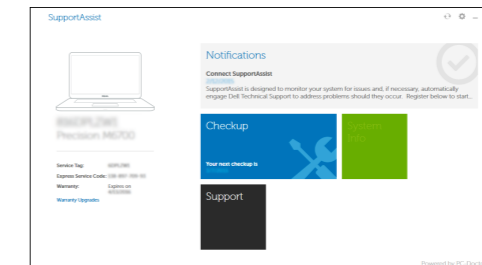 SupportAssist
Notifications
Connect SupportAssist
SupportAssist is designed to monitor your system for issues and, if necessary, automatically
engage Dell Technical Support to address problems should they occur. Register below to start..
Precision M6700
Checkup
System
Info
Your next checkup is
Service Tag:
Express Service Code:
Warranty: Expires on
Warranty Upgrades
Support
Powered by PC-Doctor